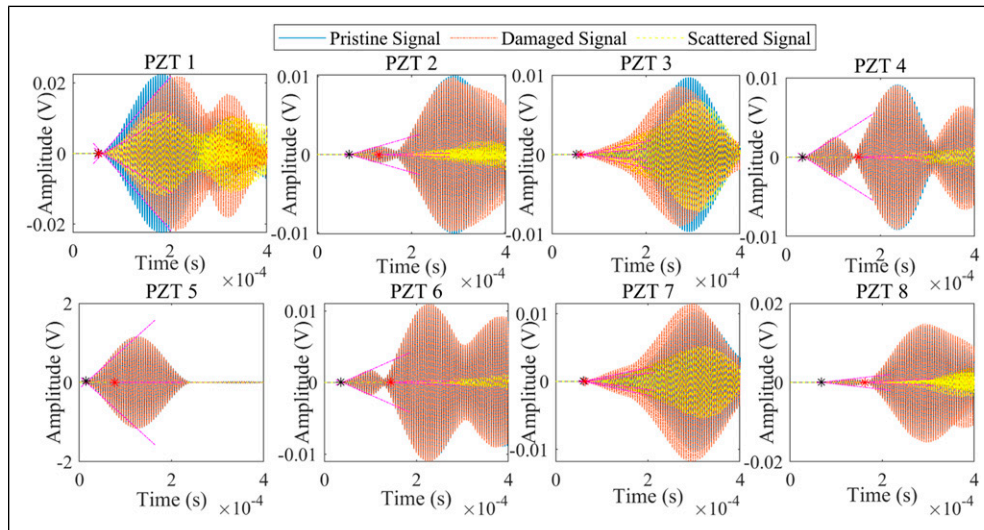 Pristine Signal Damaged Signal Scattered Signal
PZT 1 PZT 2 PZT 3 PZT 4
Amplitude (V) Amplitude (V) Amplitude (V) Amplitude (V)
0.02 0.01 0.01 0.01
0 0 0 0
-0.02 -0.01 -0.01 -0.01
0 2 4 0 2 4 0 2 4 0 2 4
Time (s) Time (s) Time (s) Time (s)
×10⁻⁴ ×10⁻⁴ ×10⁻⁴ ×10⁻⁴
PZT 5 PZT 6 PZT 7 PZT 8
Amplitude (V) Amplitude (V) Amplitude (V) Amplitude (V)
2 0.01 0.01 0.02
0 0 0 0
-2 -0.01 -0.01 -0.02
0 2 4 0 2 4 0 2 4 0 2 4
Time (s) Time (s) Time (s) Time (s)
×10⁻⁴ ×10⁻⁴ ×10⁻⁴ ×10⁻⁴